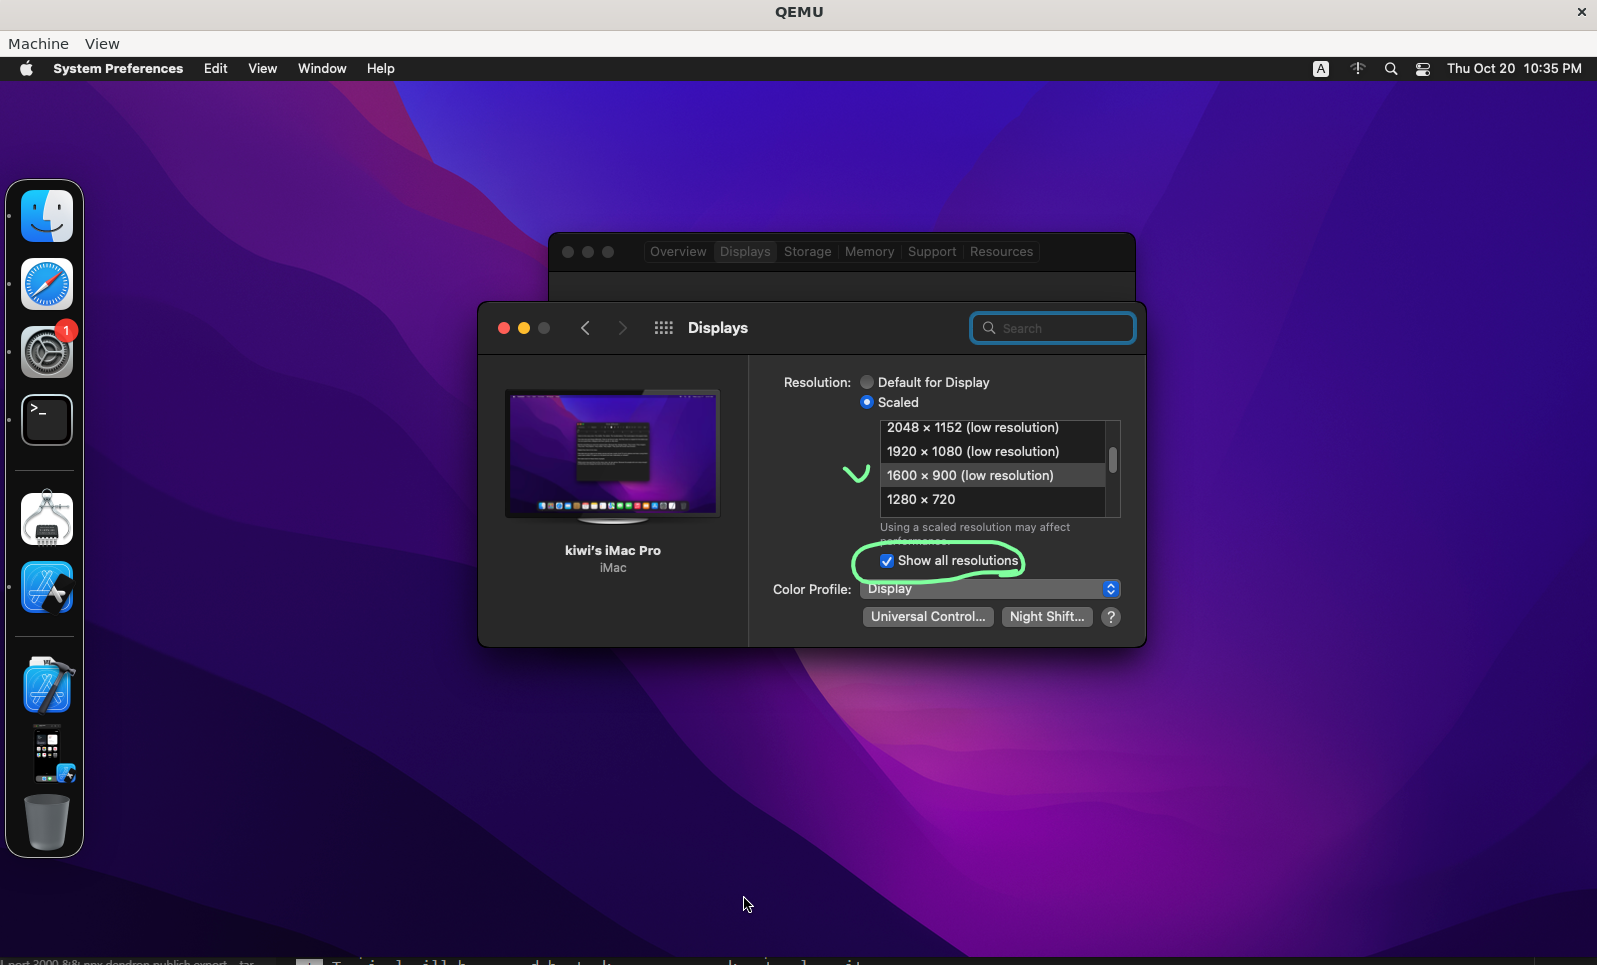 QEMU
Machine View
System Preferences Edit View Window Help
A Thu Oct 20 10:35 PM
Overview Displays Storage Memory Support Resources
Displays
Search
1
>_
Resolution: Default for Display
Scaled
2048 × 1152 (low resolution)
1920 × 1080 (low resolution)
1600 × 900 (low resolution)
1280 × 720
Using a scaled resolution may affect
performance.
Show all resolutions
kiwi's iMac Pro
iMac
Color Profile: Display
Universal Control... Night Shift... ?